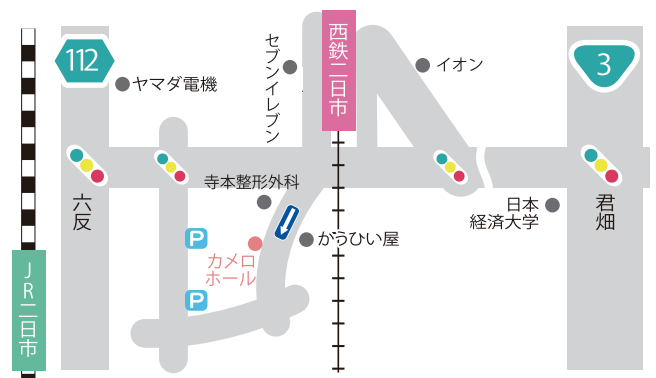 112
ヤマダ電機
セブンイレブン
西鉄二日市
イオン
3
六反
寺本整形外科
日本
経済大学
君畑
P
カメロ
ホール
かうひい屋
JR二日市
P